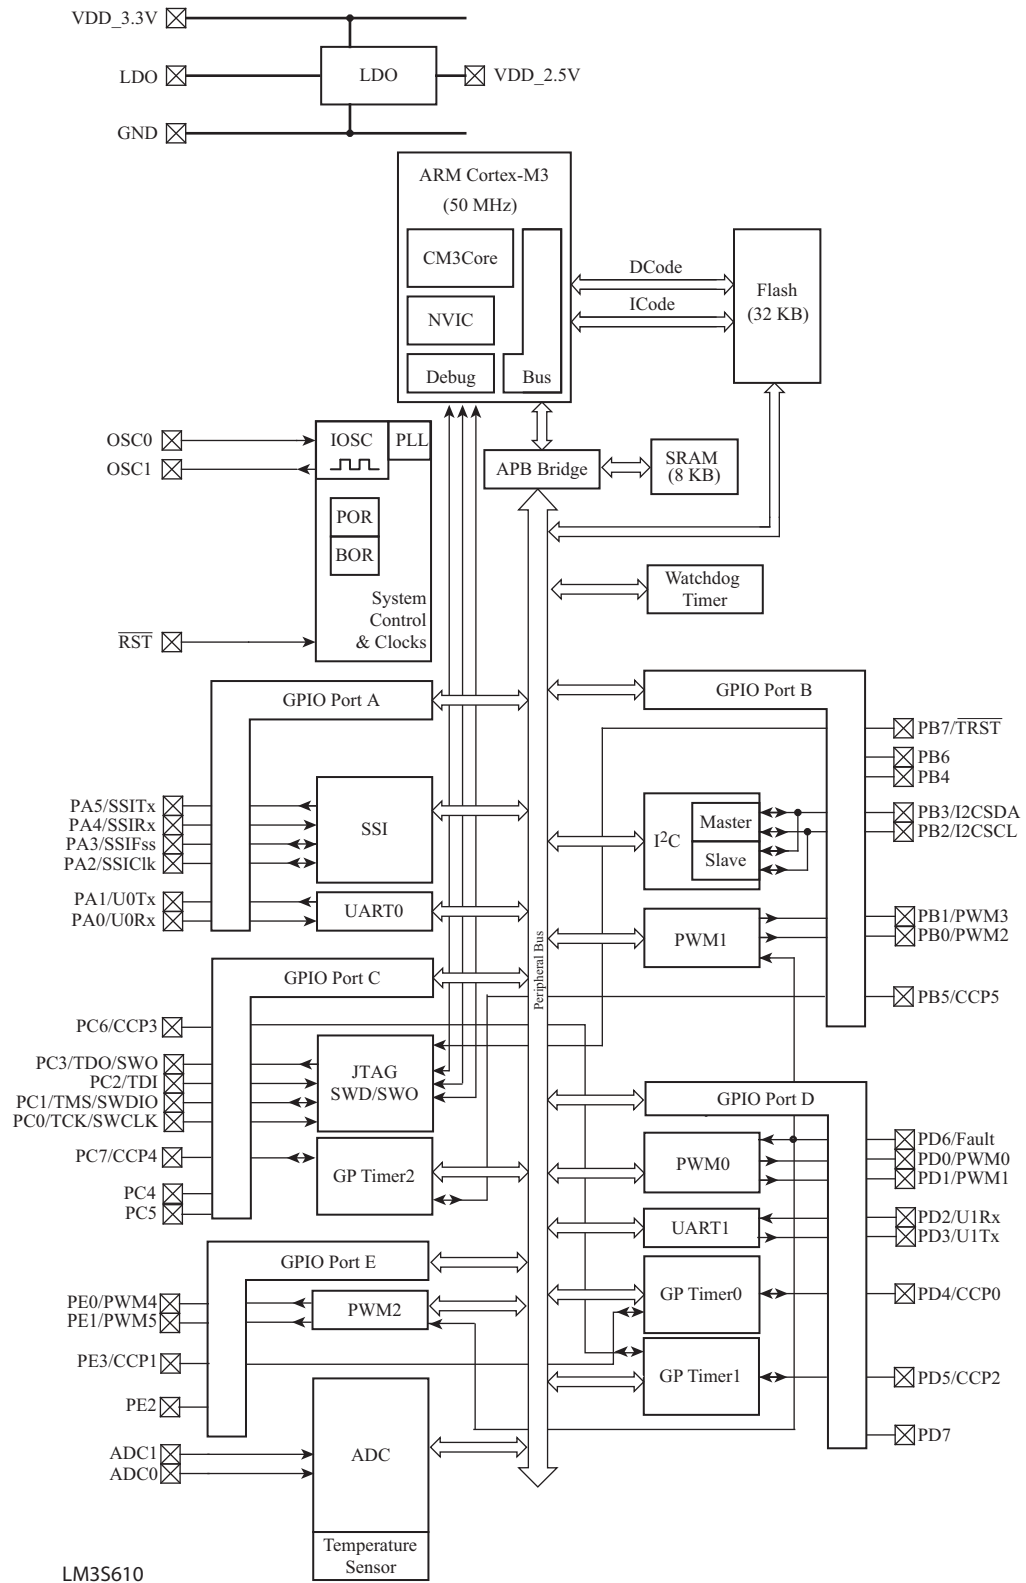 VDD_3.3V
LDO
LDO
VDD_2.5V
GND
ARM Cortex-M3
(50 MHz)
CM3Core
NVIC
Debug
Bus
DCode
ICode
Flash
(32 KB)
OSC0
OSC1
IOSC
PLL
POR
BOR
System
Control
& Clocks
RST
APB Bridge
SRAM
(8 KB)
Watchdog
Timer
Peripheral Bus
GPIO Port A
PA5/SSITx
PA4/SSIRx
PA3/SSIFss
PA2/SSIClk
SSI
PA1/U0Tx
PA0/U0Rx
UART0
GPIO Port B
PB7/TRST
PB6
PB4
PB3/I2CSDA
PB2/I2CSCL
I²C
Master
Slave
PWM1
PB1/PWM3
PB0/PWM2
PB5/CCP5
GPIO Port C
PC6/CCP3
PC3/TDO/SWO
PC2/TDI
PC1/TMS/SWDIO
PC0/TCK/SWCLK
JTAG
SWD/SWO
PC7/CCP4
GP Timer2
PC4
PC5
GPIO Port D
PWM0
PD6/Fault
PD0/PWM0
PD1/PWM1
UART1
PD2/U1Rx
PD3/U1Tx
GP Timer0
PD4/CCP0
GP Timer1
PD5/CCP2
PD7
GPIO Port E
PE0/PWM4
PE1/PWM5
PWM2
PE3/CCP1
PE2
ADC1
ADC0
ADC
Temperature
Sensor
LM3S610